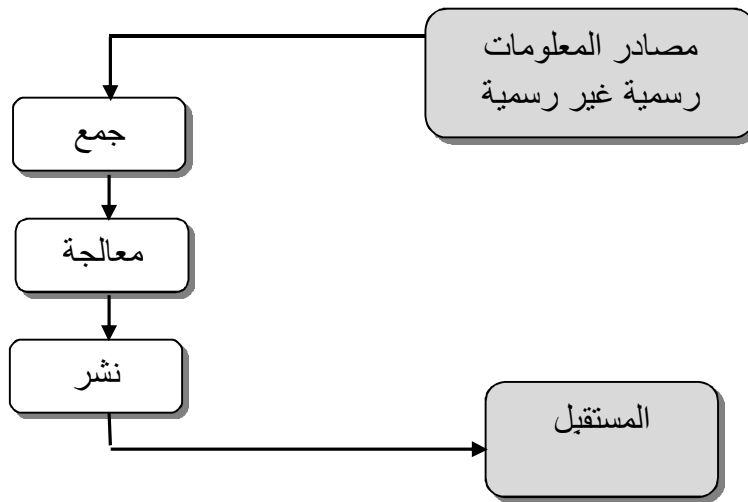 مصادر المعلومات
رسمية غير رسمية
جمع
معالجة
نشر
المستقبل